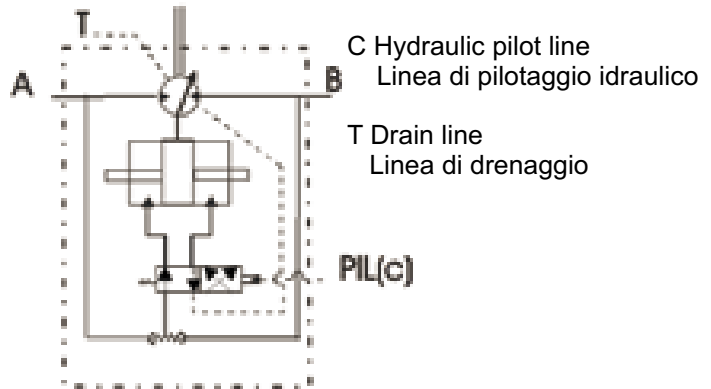 T
C Hydraulic pilot line
Linea di pilotaggio idraulico
A
B
T Drain line
Linea di drenaggio
PIL(C)